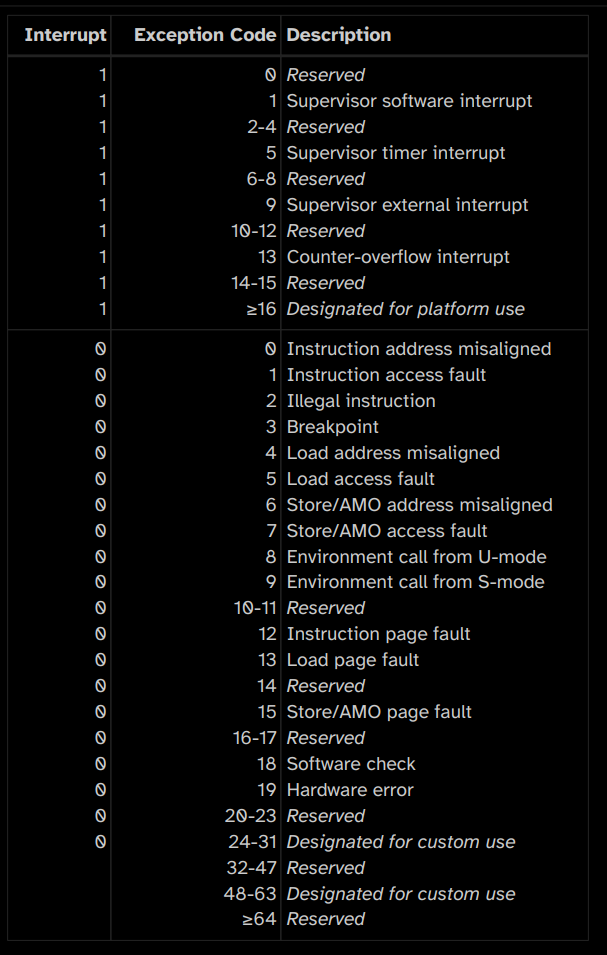 Interrupt Exception Code Description
1 0 Reserved
1 1 Supervisor software interrupt
1 2-4 Reserved
1 5 Supervisor timer interrupt
1 6-8 Reserved
1 9 Supervisor external interrupt
1 10-12 Reserved
1 13 Counter-overflow interrupt
1 14-15 Reserved
1 ≥16 Designated for platform use
0 0 Instruction address misaligned
0 1 Instruction access fault
0 2 Illegal instruction
0 3 Breakpoint
0 4 Load address misaligned
0 5 Load access fault
0 6 Store/AMO address misaligned
0 7 Store/AMO access fault
0 8 Environment call from U-mode
0 9 Environment call from S-mode
0 10-11 Reserved
0 12 Instruction page fault
0 13 Load page fault
0 14 Reserved
0 15 Store/AMO page fault
0 16-17 Reserved
0 18 Software check
0 19 Hardware error
0 20-23 Reserved
0 24-31 Designated for custom use
32-47 Reserved
48-63 Designated for custom use
≥64 Reserved